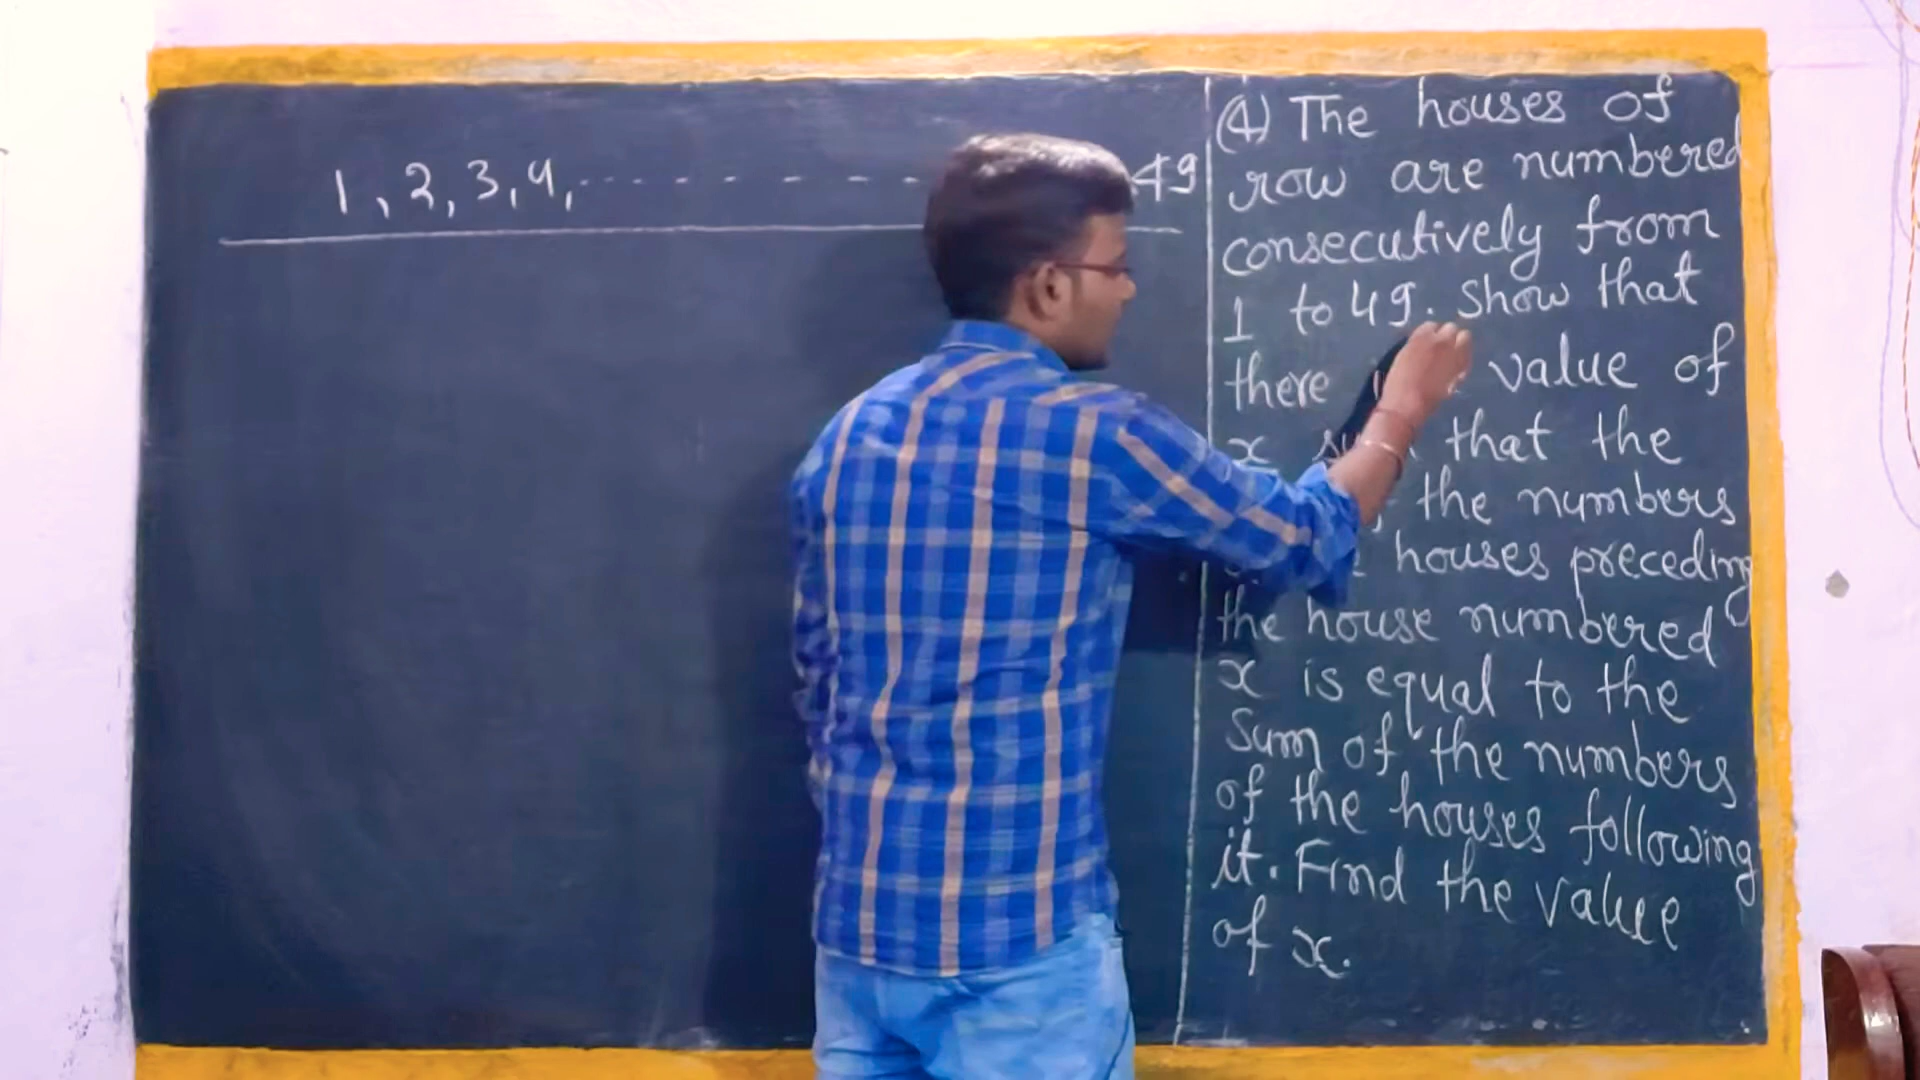 1, 2, 3, 4, ------- 49
(4) The houses of
row are numbered
consecutively from
1 to 49. Show that
there value of
x that the
the numbers
houses preceding
the house numbered
x is equal to the
Sum of the numbers
of the houses following
it. Find the value
of x.